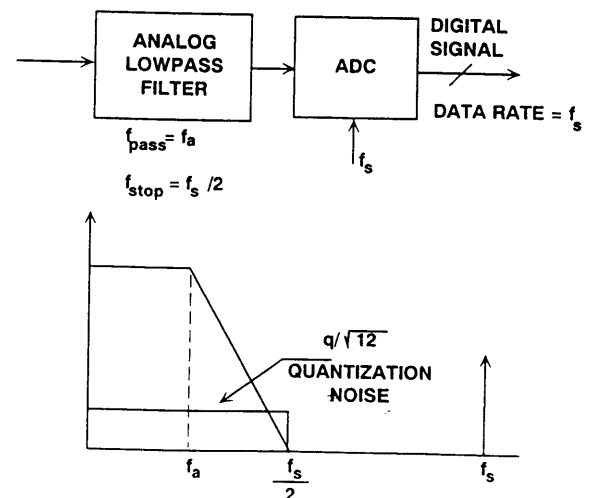 ANALOG
LOWPASS
FILTER
ADC
DIGITAL
SIGNAL
DATA RATE = fs
fpass = fa
fs
fstop = fs /2
q/√12
QUANTIZATION
NOISE
fa
fs
2
fs